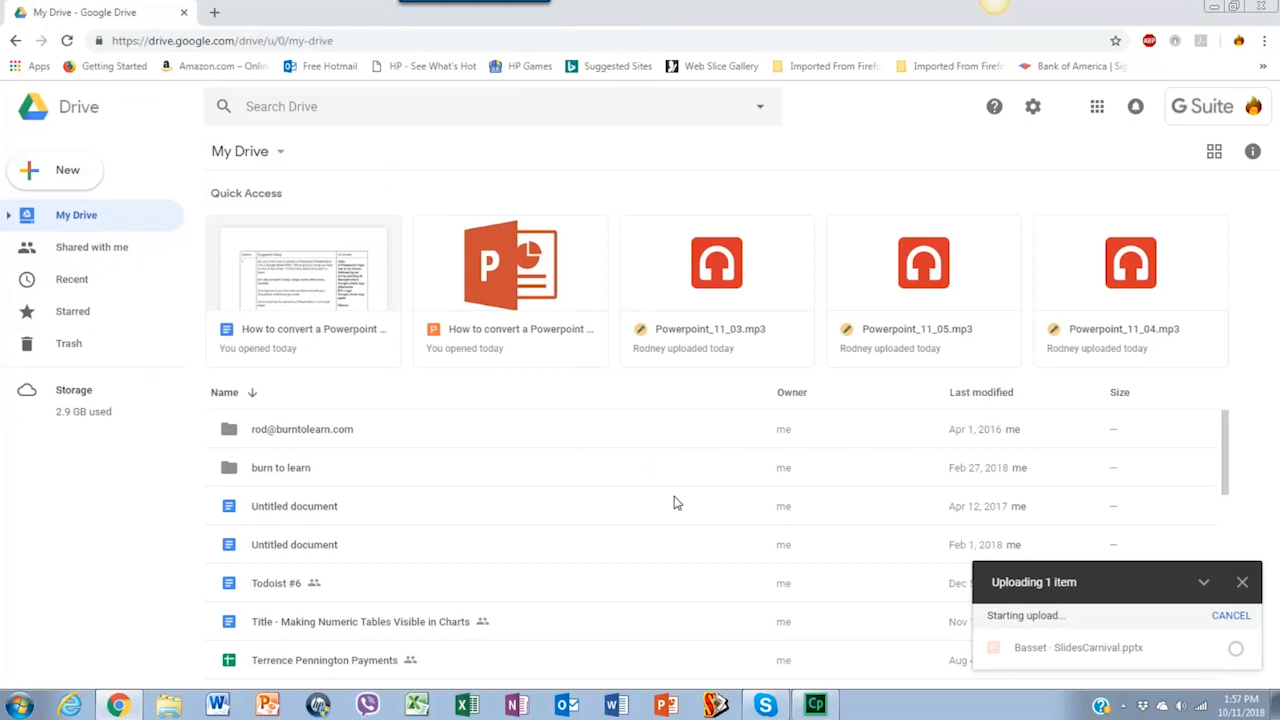 My Drive - Google Drive
https://drive.google.com/drive/u/0/my-drive
ABP
Apps Getting Started Amazon.com – Onlin Free Hotmail HP - See What's Hot HP Games Suggested Sites Web Slice Gallery Imported From Firefo Imported From Firefo Bank of America | Sig »
Drive
Search Drive
G Suite
My Drive
New
Quick Access
My Drive
Shared with me
Recent
Starred
Trash
Storage
2.9 GB used
P
How to convert a Powerpoint ...
You opened today
How to convert a Powerpoint ...
You opened today
Powerpoint_11_03.mp3
Rodney uploaded today
Powerpoint_11_05.mp3
Rodney uploaded today
Powerpoint_11_04.mp3
Rodney uploaded today
Name Owner Last modified Size
rod@burntolearn.com me Apr 1, 2016 me –
burn to learn me Feb 27, 2018 me –
Untitled document me Apr 12, 2017 me –
Untitled document me Feb 1, 2018 me –
Todoist #6 me Dec
Title - Making Numeric Tables Visible in Charts me Nov
Terrence Pennington Payments me Aug
Uploading 1 item
Starting upload... CANCEL
Basset · SlidesCarnival.pptx
1:57 PM
10/11/2018